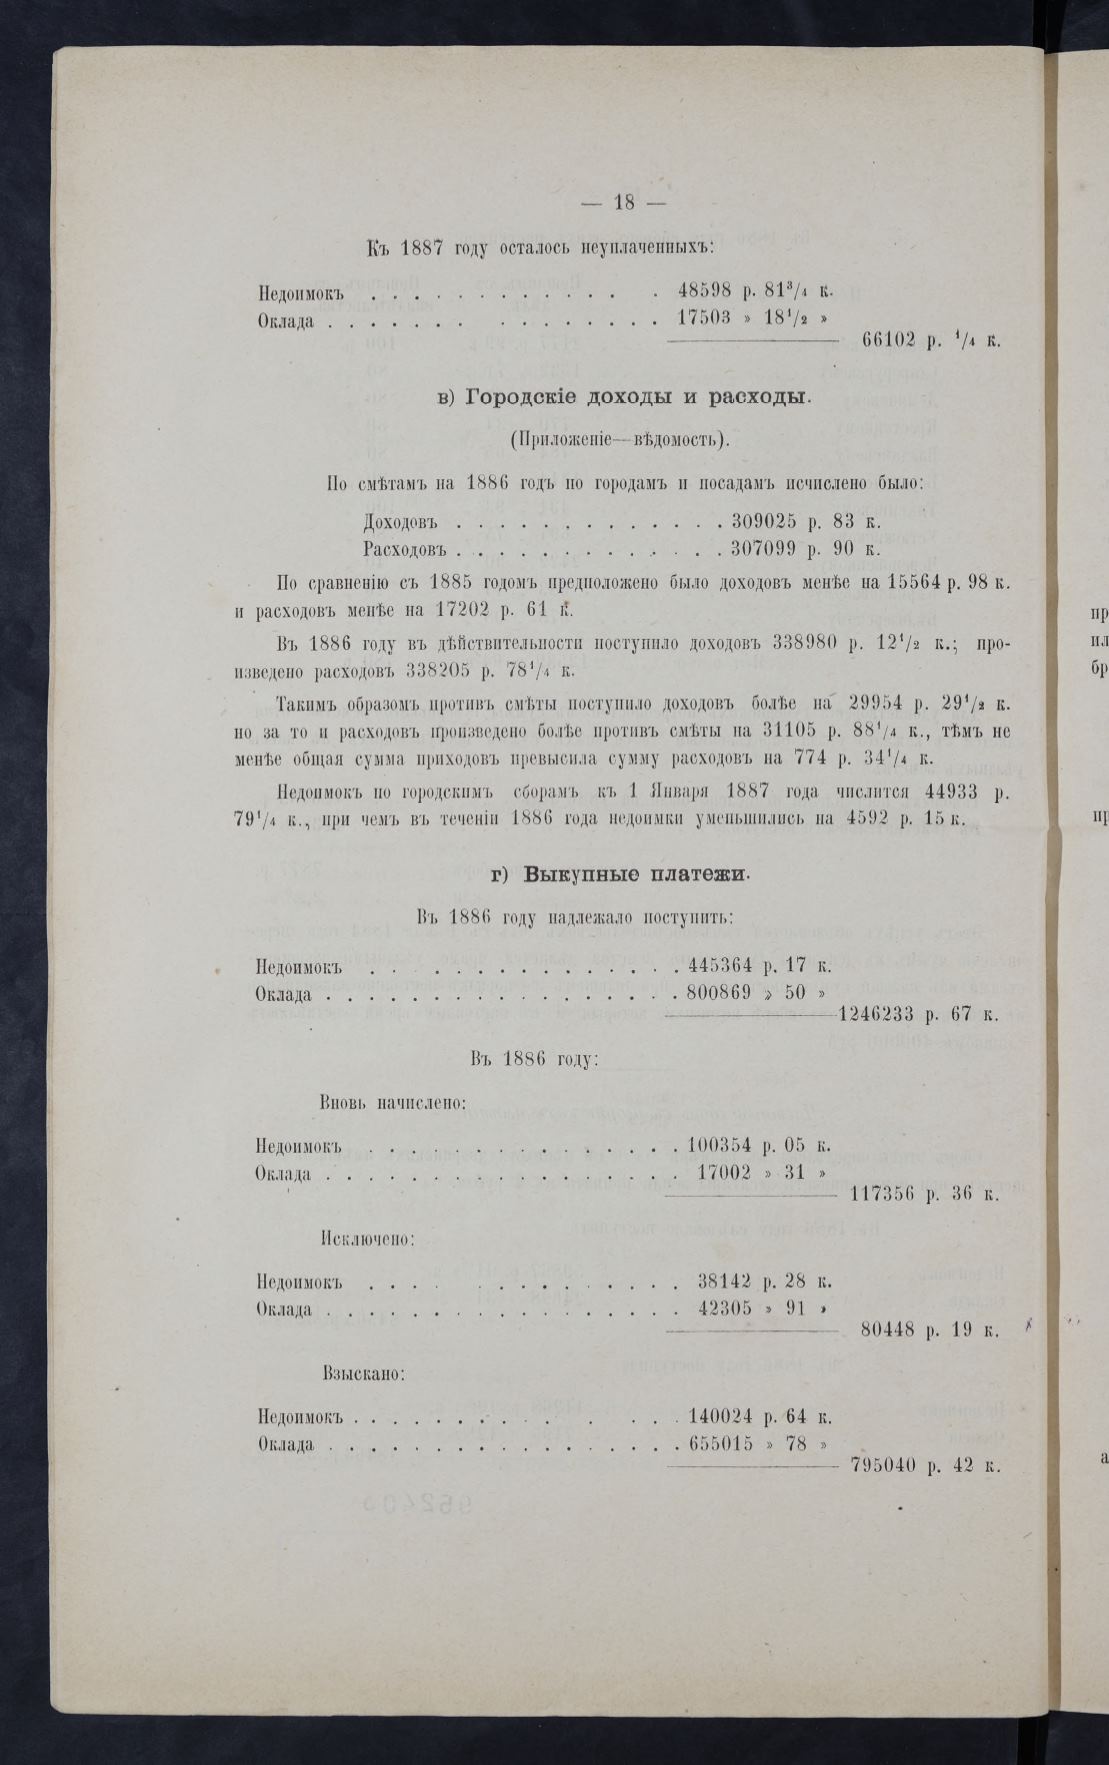 — 18 —
Къ 1887 году осталось неуплаченныхъ:
Недоимокъ . . . . . . . . . . . . . 48598 р. 81³/₄ к.
Оклада . . . . . . . . . . . . . . . 17503 » 18¹/₂ »
66102 р. ¹/₄ к.
в) Городскіе доходы и расходы.
(Приложеніе—вѣдомость).
По смѣтамъ на 1886 годъ по городамъ и посадамъ исчислено было:
Доходовъ . . . . . . . . . . . . . 309025 р. 83 к.
Расходовъ . . . . . . . . . . . . . 307099 р. 90 к.
По сравненію съ 1885 годомъ предположено было доходовъ менѣе на 15564 р. 98 к.
и расходовъ менѣе на 17202 р. 61 к.
Въ 1886 году въ дѣйствительности поступило доходовъ 338980 р. 12¹/₂ к.; про-
изведено расходовъ 338205 р. 78¹/₄ к.
Такимъ образомъ противъ смѣты поступило доходовъ болѣе на 29954 р. 29¹/₂ к.
но за то и расходовъ произведено болѣе противъ смѣты на 31105 р. 88¹/₄ к., тѣмъ не
менѣе общая сумма приходовъ превысила сумму расходовъ на 774 р. 34¹/₄ к.
Недоимокъ по городскимъ сборамъ къ 1 Января 1887 года числится 44933 р.
79¹/₄ к., при чемъ въ теченіи 1886 года недоимки уменьшились на 4592 р. 15 к.
г) Выкупные платежи.
Въ 1886 году надлежало поступить:
Недоимокъ . . . . . . . . . . . . . . 445364 р. 17 к.
Оклада . . . . . . . . . . . . . . . . . 800869 » 50 »
1246233 р. 67 к.
Въ 1886 году:
Вновь начислено:
Недоимокъ . . . . . . . . . . . . . . . 100354 р. 05 к.
Оклада . . . . . . . . . . . . . . . . . 17002 » 31 »
117356 р. 36 к.
Исключено:
Недоимокъ . . . . . . . . . . . . . . 38142 р. 28 к.
Оклада . . . . . . . . . . . . . . . . . 42305 » 91 »
80448 р. 19 к.
Взыскано:
Недоимокъ . . . . . . . . . . . . . 140024 р. 64 к.
Оклада . . . . . . . . . . . . . . . . . 655015 » 78 »
795040 р. 42 к.